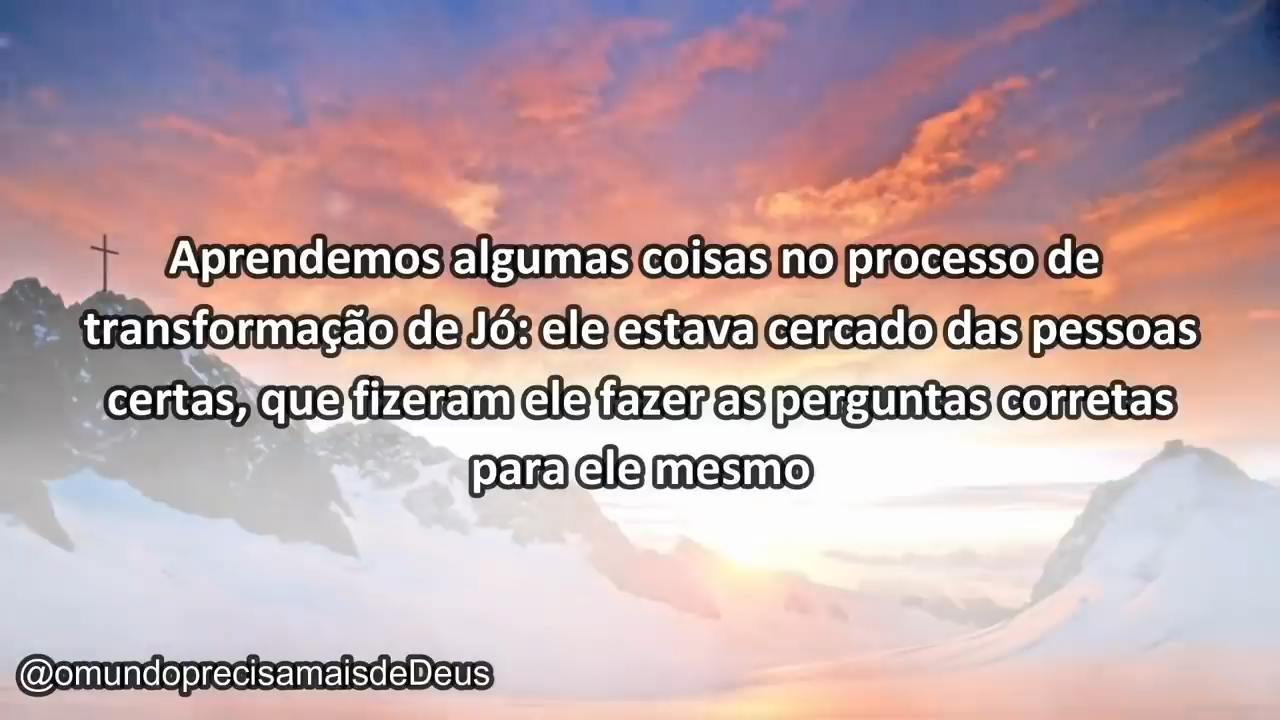 Aprendemos algumas coisas no processo de
transformação de Jó: ele estava cercado das pessoas
certas, que fizeram ele fazer as perguntas corretas
para ele mesmo
@omundoprecisamaisdeDeus